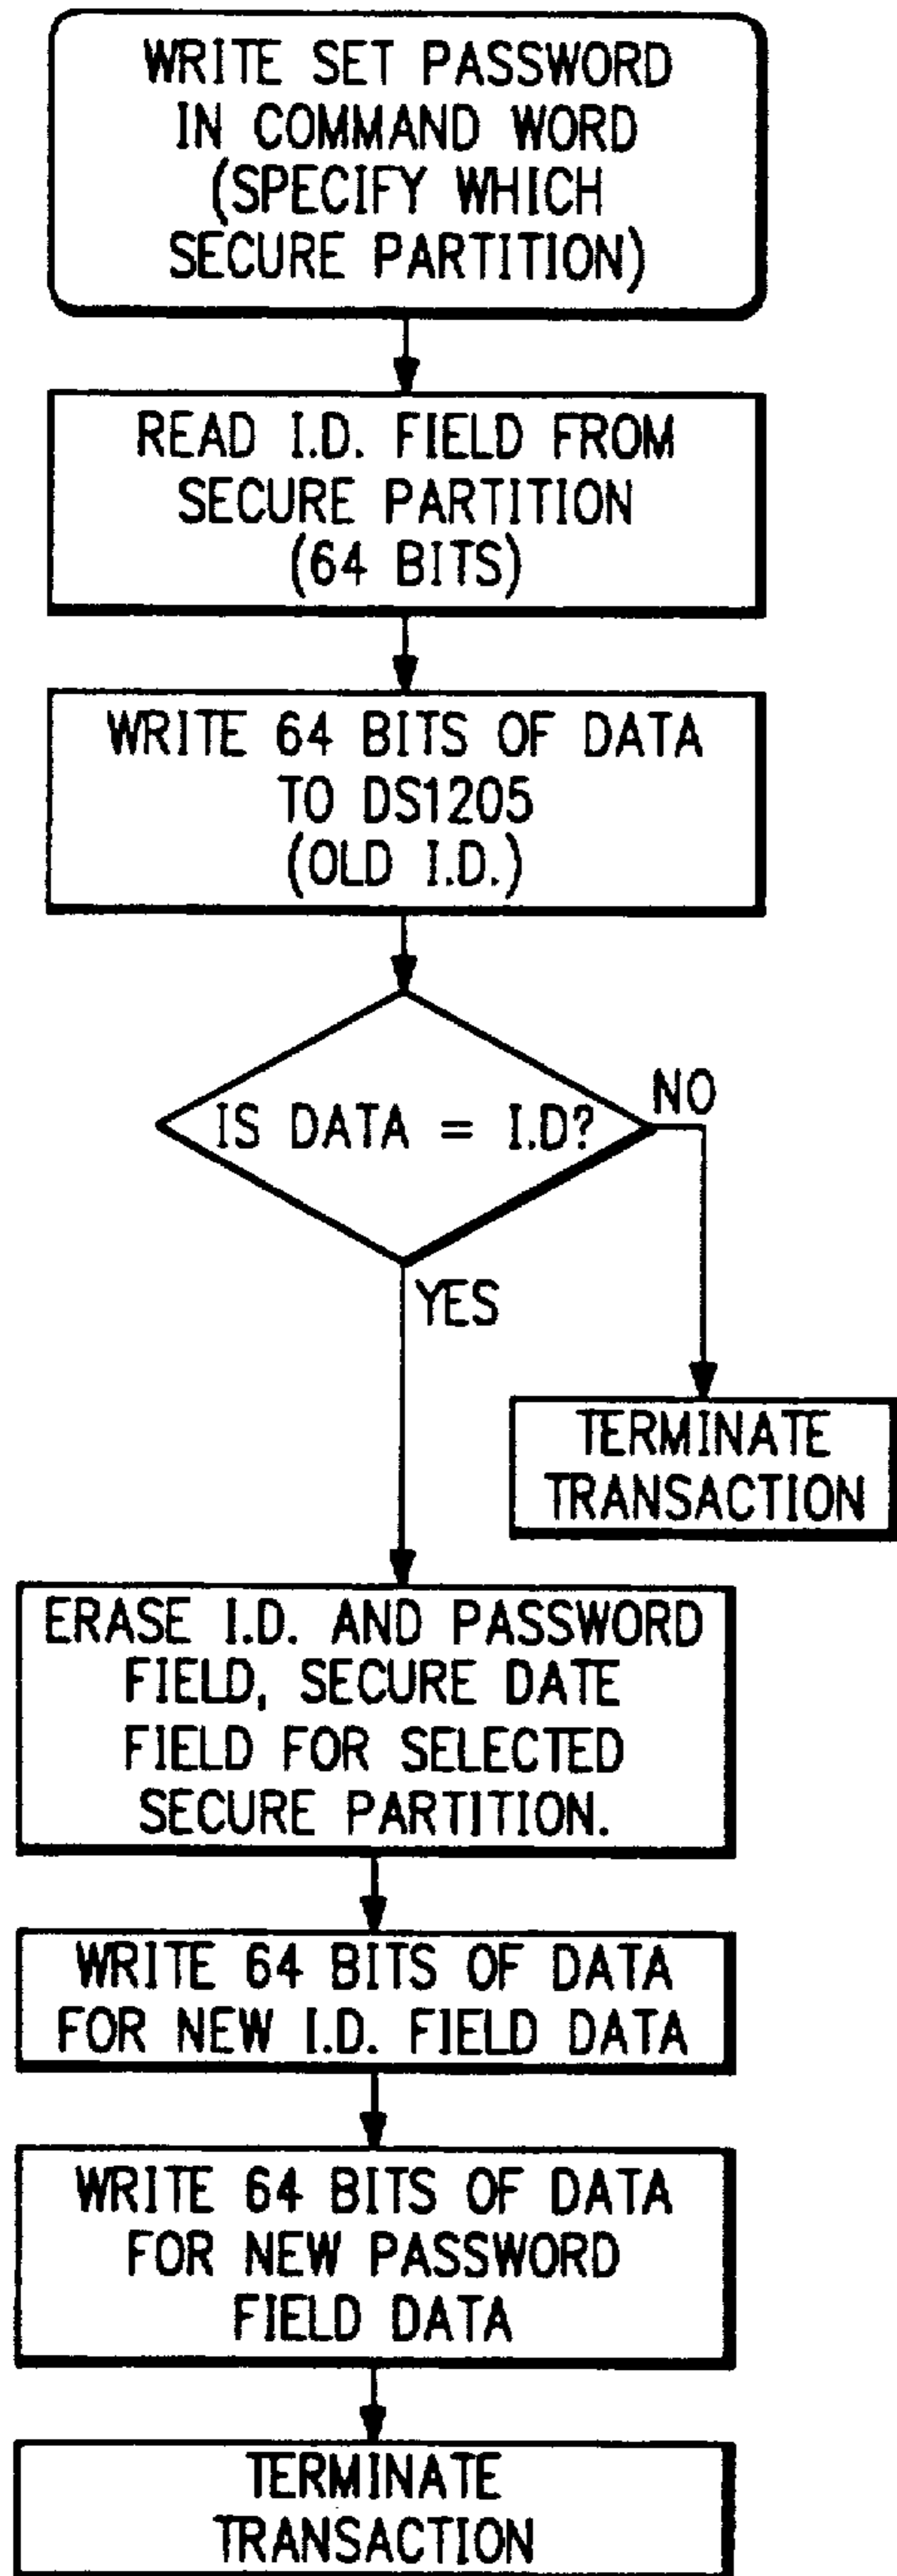 WRITE SET PASSWORD
IN COMMAND WORD
(SPECIFY WHICH
SECURE PARTITION)
READ I.D. FIELD FROM
SECURE PARTITION
(64 BITS)
WRITE 64 BITS OF DATA
TO DS1205
(OLD I.D.)
IS DATA = I.D?
NO
YES
TERMINATE
TRANSACTION
ERASE I.D. AND PASSWORD
FIELD, SECURE DATE
FIELD FOR SELECTED
SECURE PARTITION.
WRITE 64 BITS OF DATA
FOR NEW I.D. FIELD DATA
WRITE 64 BITS OF DATA
FOR NEW PASSWORD
FIELD DATA
TERMINATE
TRANSACTION